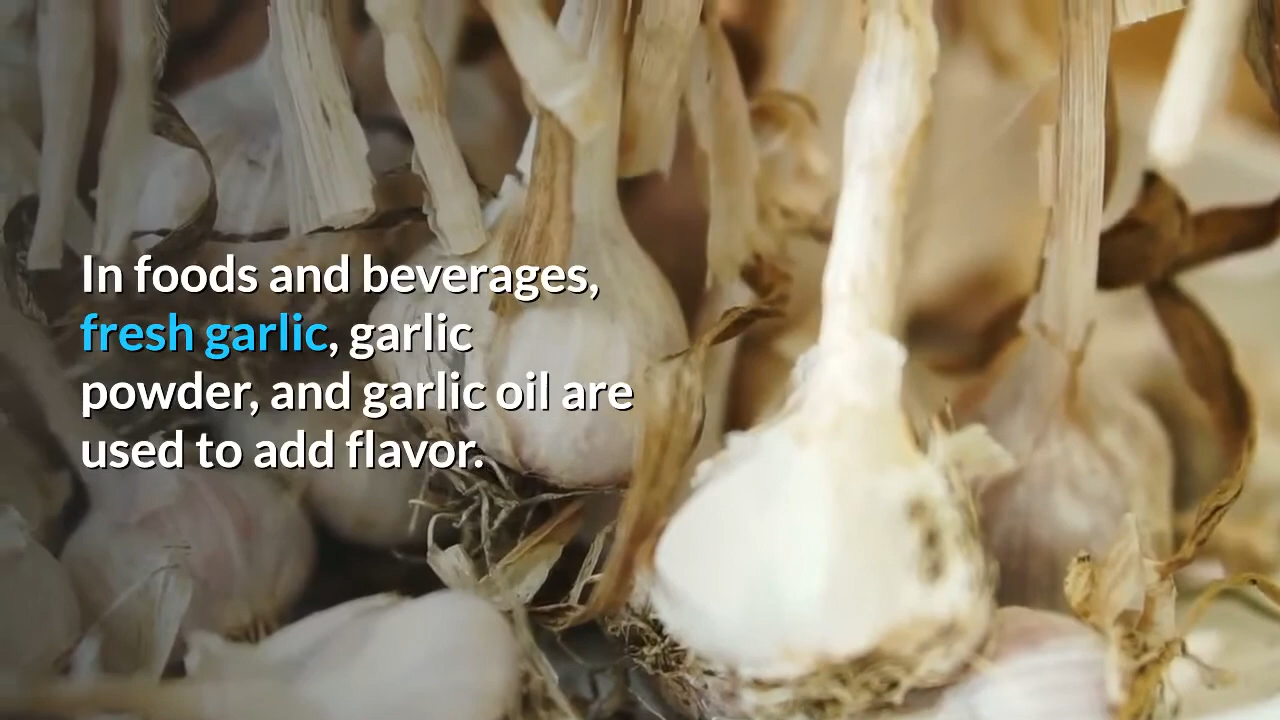 In foods and beverages,
fresh garlic, garlic
powder, and garlic oil are
used to add flavor.